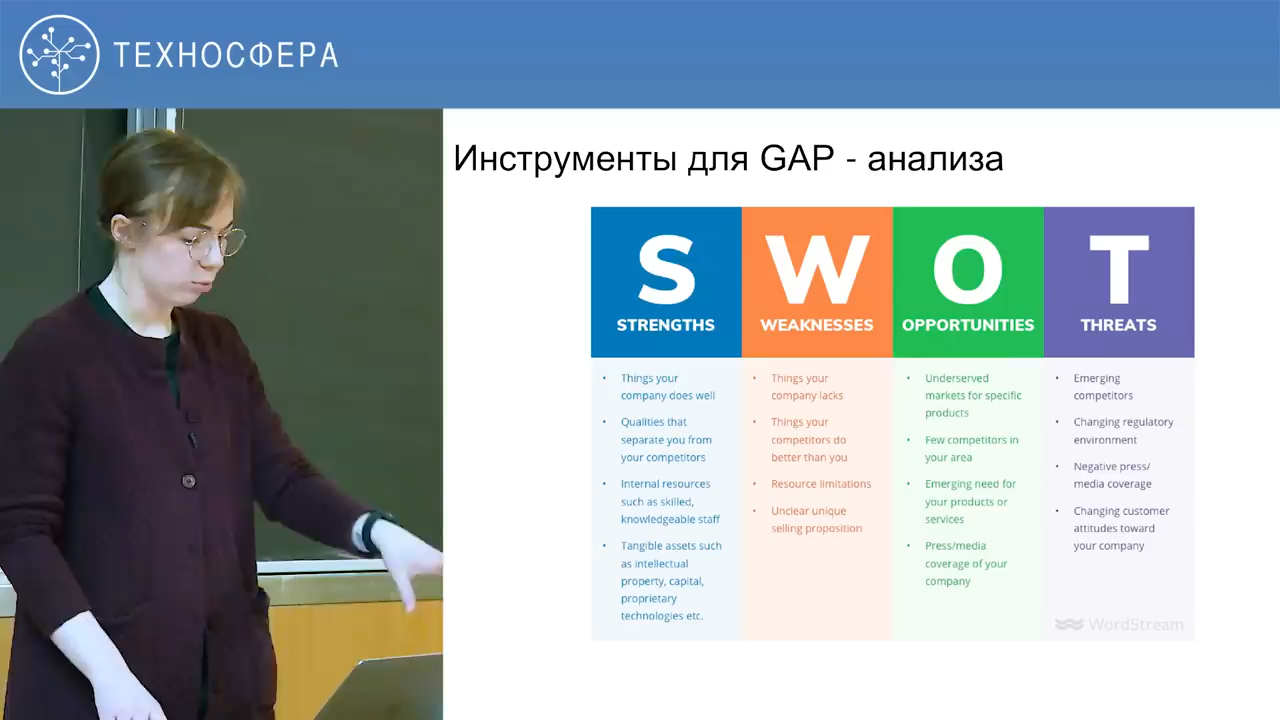 ТЕХНОСФЕРА
Инструменты для GAP - анализа
S
STRENGTHS
• Things your
company does well
• Qualities that
separate you from
your competitors
• Internal resources
such as skilled,
knowledgeable staff
• Tangible assets such
as intellectual
property, capital,
proprietary
technologies etc.
W
WEAKNESSES
• Things your
company lacks
• Things your
competitors do
better than you
• Resource limitations
• Unclear unique
selling proposition
O
OPPORTUNITIES
• Underserved
markets for specific
products
• Few competitors in
your area
• Emerging need for
your products or
services
• Press/media
coverage of your
company
T
THREATS
• Emerging
competitors
• Changing regulatory
environment
• Negative press/
media coverage
• Changing customer
attitudes toward
your company
WordStream